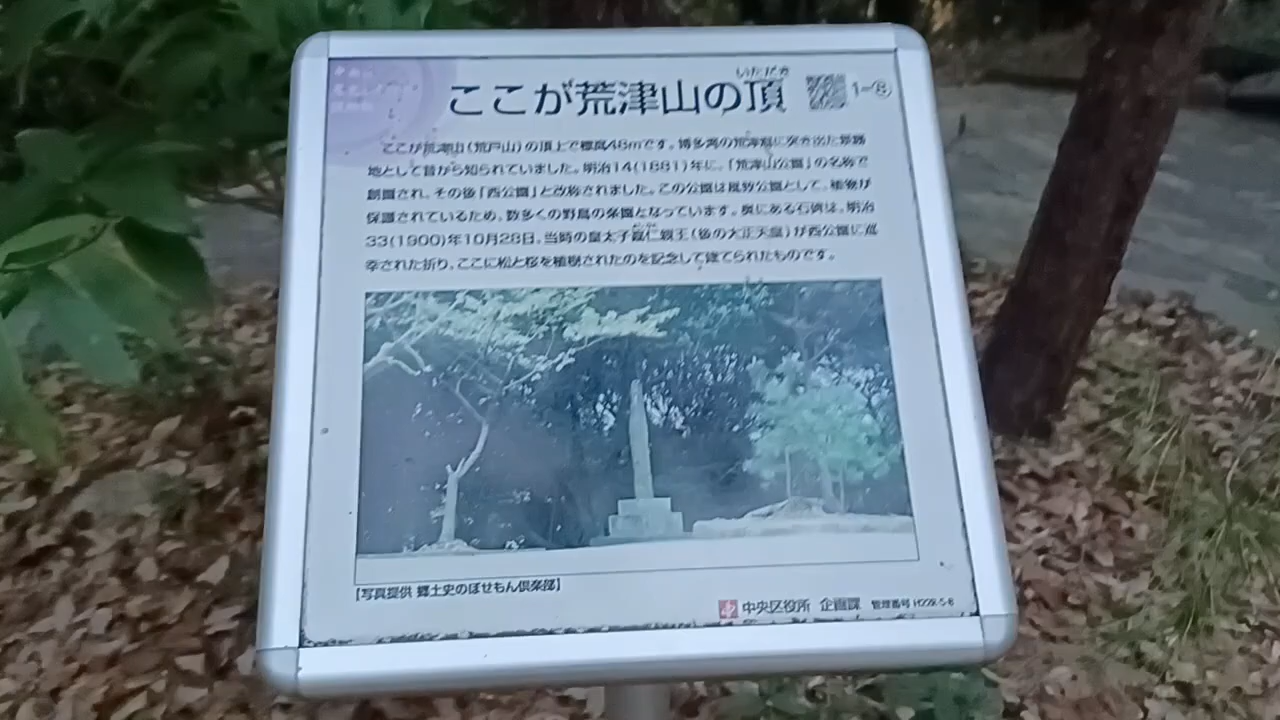 いただき
ここが荒津山の頂
1-⑧
ここが荒津山(荒戸山)の頂上で標高48mです。博多湾の荒津崎に突き出た景勝
地として昔から知られていました。明治14(1881)年に、「荒津山公園」の名称で
創園され、その後「西公園」と改称されました。この公園は風致公園として、植物が
保護されているため、数多くの野鳥の楽園となっています。奥にある石碑は、明治
33(1900)年10月28日、当時の皇太子嘉仁親王(後の大正天皇)が西公園に巡
幸された折り、ここに松と桜を植樹されたのを記念して建てられたものです。
【写真提供 郷土史のぼせもん倶楽部】
中央区役所 企画課 管理番号